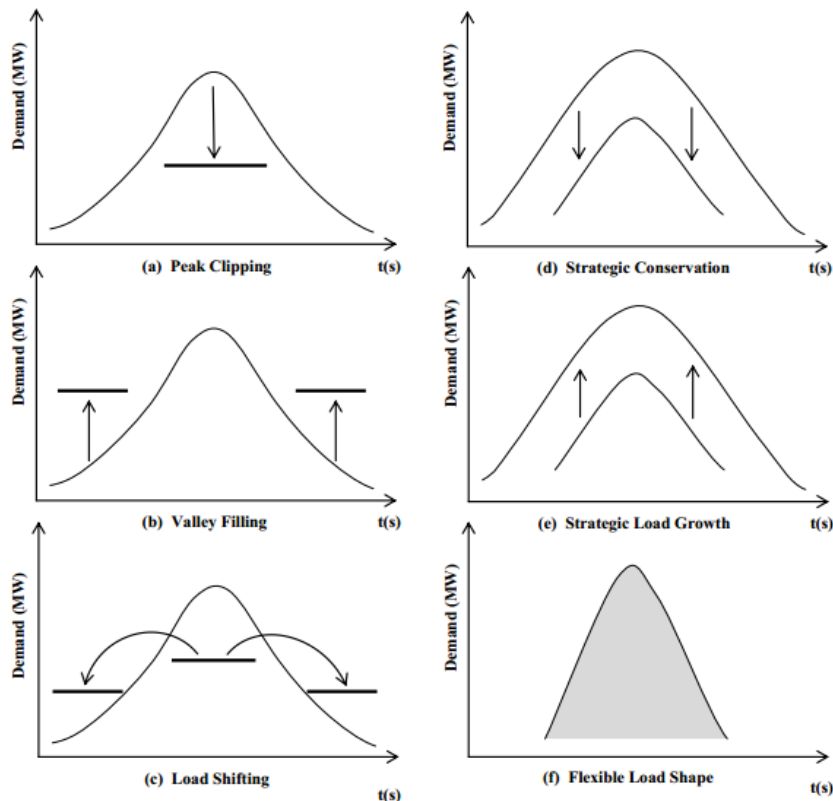 Demand (MW)
(a) Peak Clipping
t(s)
Demand (MW)
(b) Valley Filling
t(s)
Demand (MW)
(c) Load Shifting
t(s)
Demand (MW)
(d) Strategic Conservation
t(s)
Demand (MW)
(e) Strategic Load Growth
t(s)
Demand (MW)
(f) Flexible Load Shape
t(s)